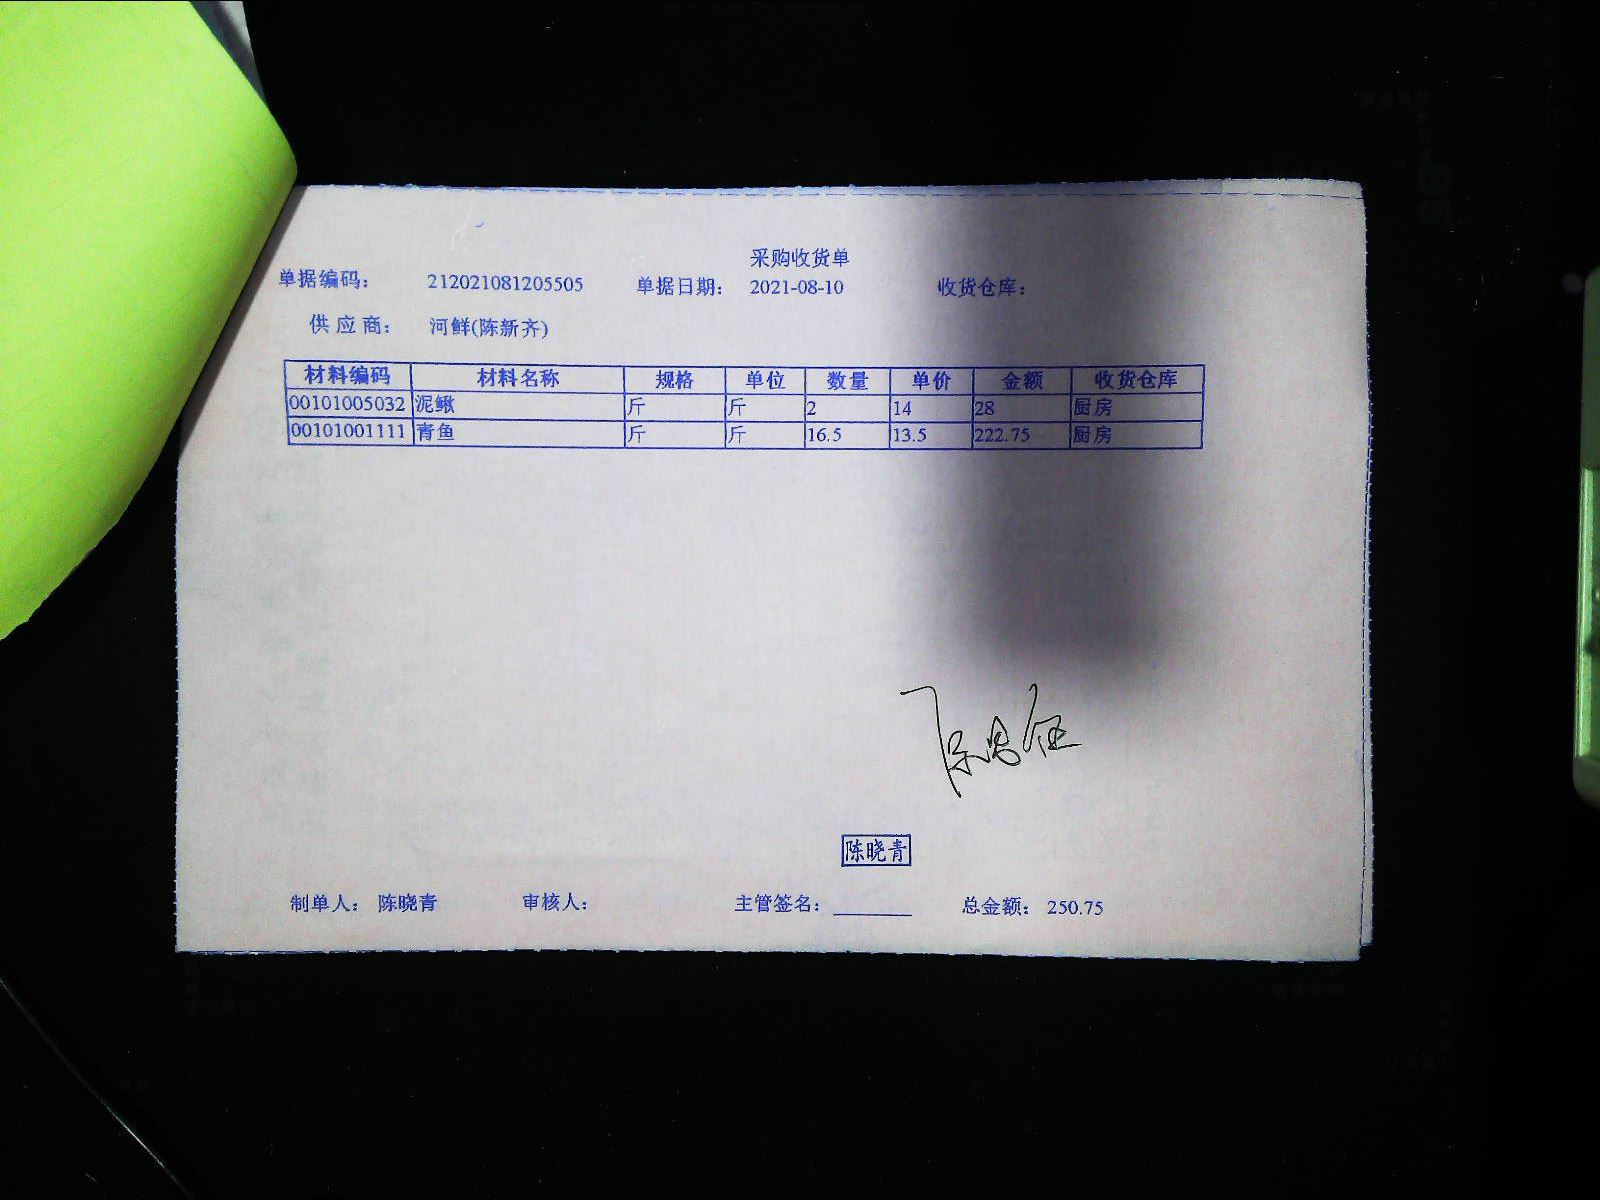 采购收货单
单据编码： 212021081205505 单据日期： 2021-08-10 收货仓库：
供应商： 河鲜(陈新齐)
材料编码 材料名称 规格 单位 数量 单价 金额 收货仓库
00101005032 泥鳅 斤 斤 2 14 28 厨房
00101001111 青鱼 斤 斤 16.5 13.5 222.75 厨房
陈晓青
制单人： 陈晓青 审核人： 主管签名： 总金额： 250.75